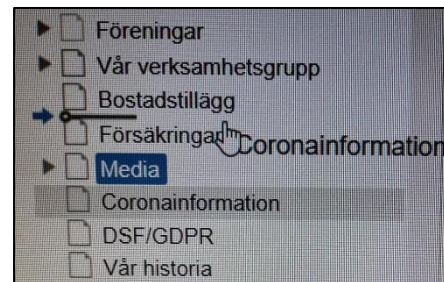 Föreningar
Vår verksamhetsgrupp
Bostadstillägg
Försäkringar
Coronainformation
Media
Coronainformation
DSF/GDPR
Vår historia